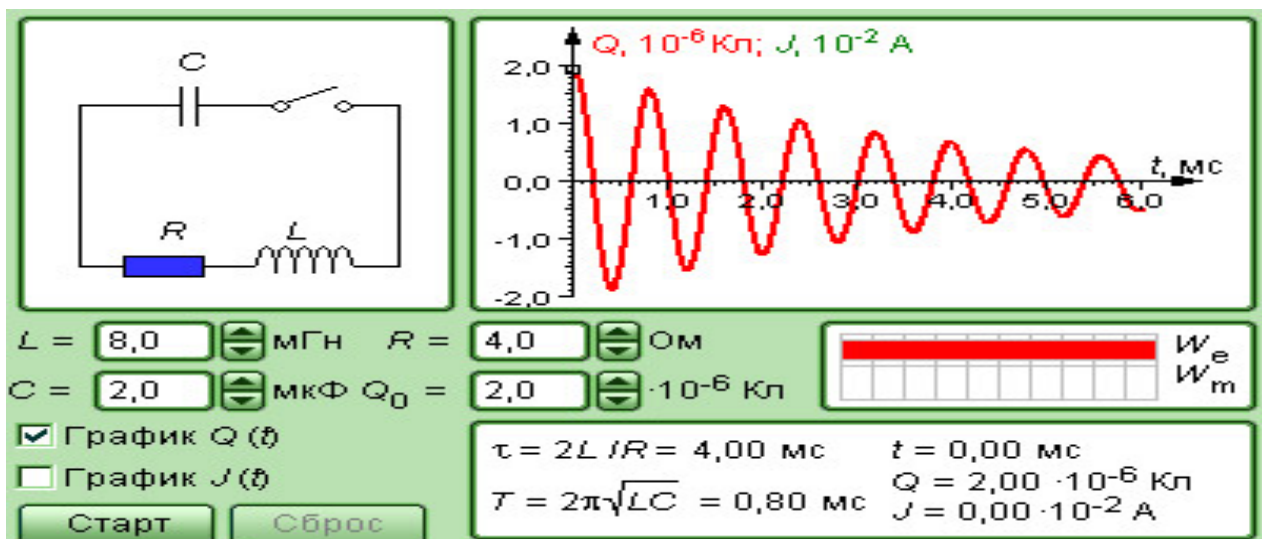 C
R
L
Q, 10⁻⁶ Кл; J, 10⁻² А
2,0
1,0
0,0
-1,0
-2,0
t, мс
1,0 2,0 3,0 4,0 5,0 6,0
L = 8,0 мГн R = 4,0 Ом
C = 2,0 мкФ Q₀ = 2,0 ·10⁻⁶ Кл
Wₑ
Wₘ
График Q (t)
График J (t)
Старт Сброс
τ = 2L / R = 4,00 мс
T = 2π√LC = 0,80 мс
t = 0,00 мс
Q = 2,00 ·10⁻⁶ Кл
J = 0,00 ·10⁻² А